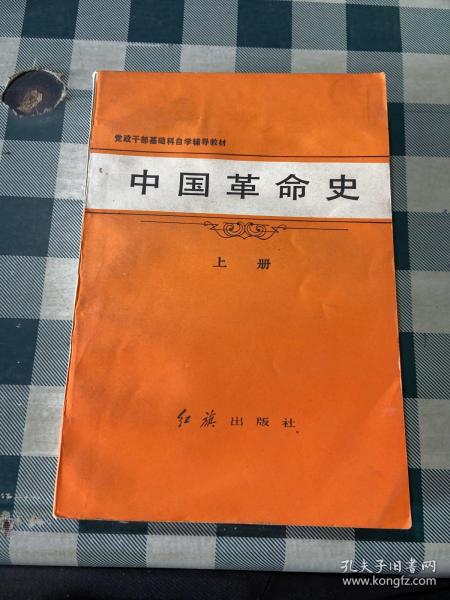 党政干部基础科自学辅导教材
中国革命史
上册
红旗出版社
孔夫子旧书网
www.kongfz.com